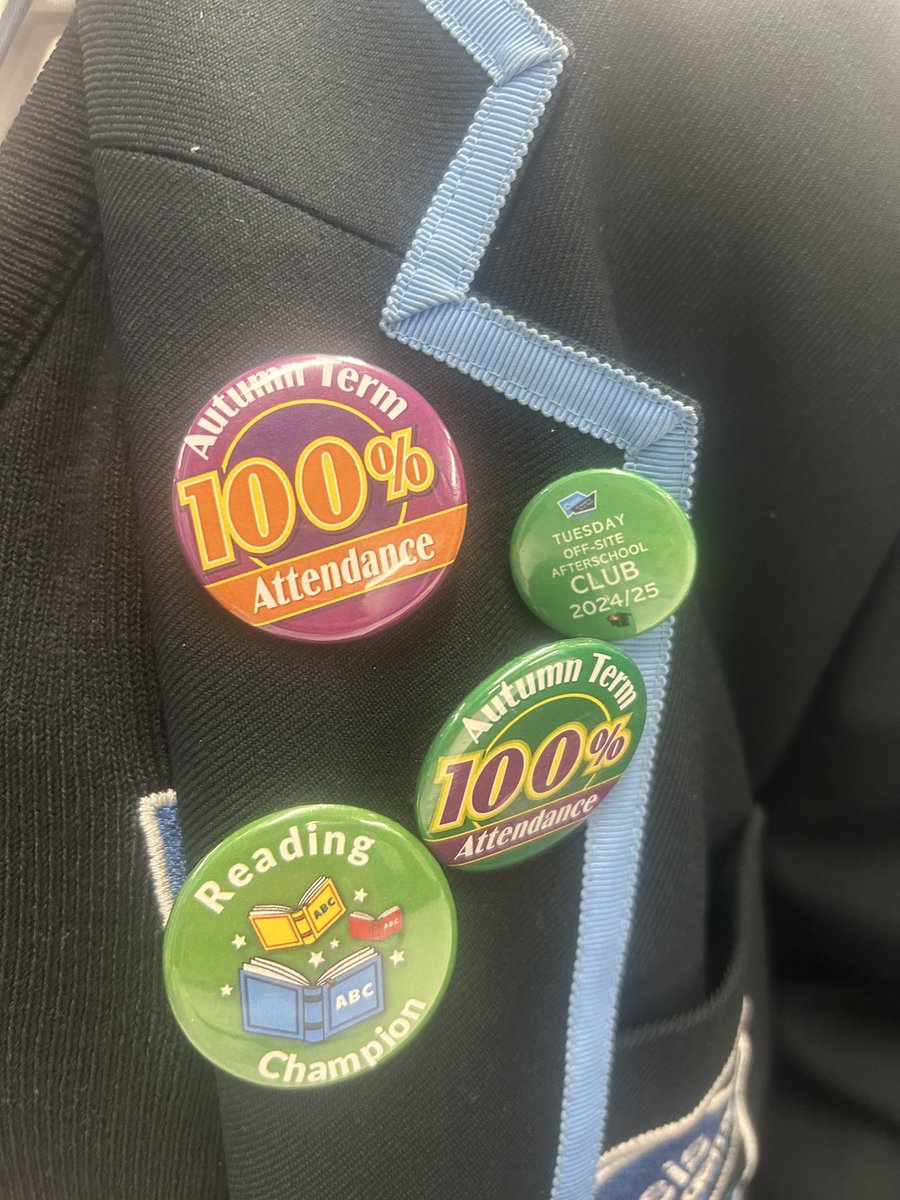 Autumn Term
100%
Attendance
TUESDAY
OFF-SITE
AFTERSCHOOL
CLUB
2024/25
Autumn Term
100%
Attendance
Reading
ABC
ABC
ABC
Champion